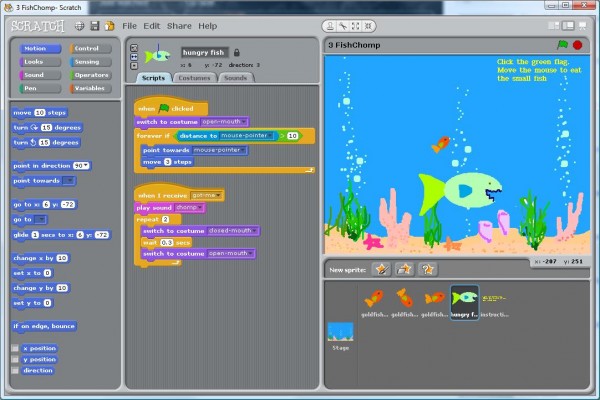 3 FishChomp- Scratch
SCRATCH
File Edit Share Help
Motion Control
Looks Sensing
Sound Operators
Pen Variables
move 10 steps
turn 15 degrees
turn 15 degrees
point in direction 90
point towards
go to x: 6 y: -72
go to
glide 1 secs to x: 6 y: -72
change x by 10
set x to 0
change y by 10
set y to 0
if on edge, bounce
x position
y position
direction
hungry fish
x: 6 y: -72 direction: 3
Scripts Costumes Sounds
when clicked
switch to costume open-mouth
forever if distance to mouse-pointer > 10
point towards mouse-pointer
move 3 steps
when I receive got-me
play sound chomp
repeat 2
switch to costume closed-mouth
wait 0.3 secs
switch to costume open-mouth
3 FishChomp
Click the green flag.
Move the mouse to eat
the small fish
x: -207 y: 251
New sprite:
goldfish... goldfish... goldfish... hungry f... instructi...
Stage